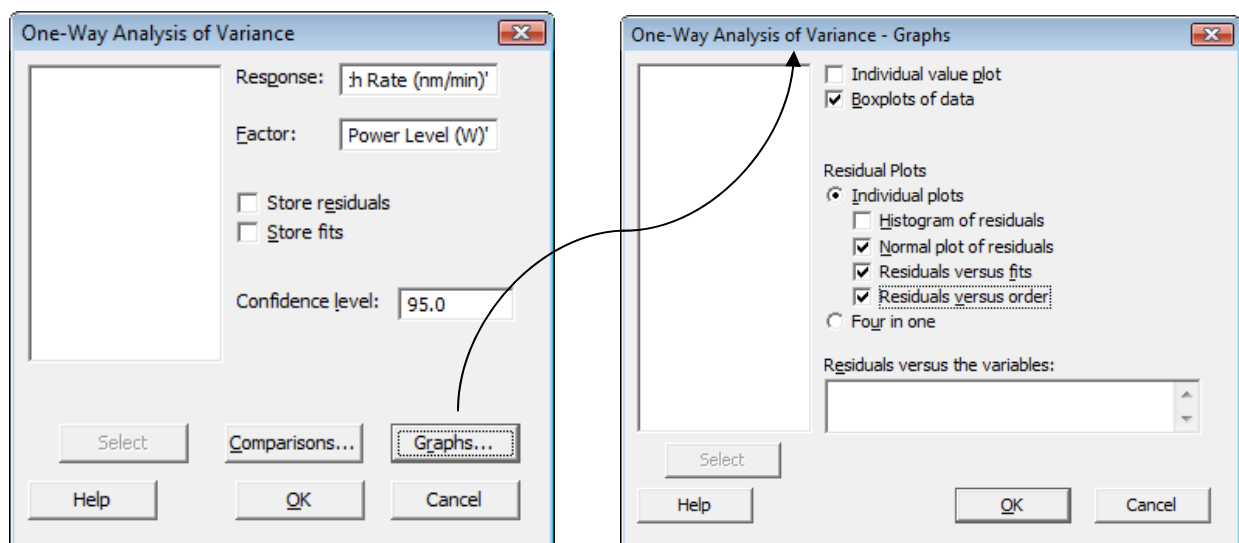 One-Way Analysis of Variance
Response: :h Rate (nm/min)'
Factor: Power Level (W)'
Store residuals
Store fits
Confidence level: 95.0
Select Comparisons... Graphs...
Help OK Cancel
One-Way Analysis of Variance - Graphs
Individual value plot
Boxplots of data
Residual Plots
Individual plots
Histogram of residuals
Normal plot of residuals
Residuals versus fits
Residuals versus order
Four in one
Residuals versus the variables:
Select
Help OK Cancel